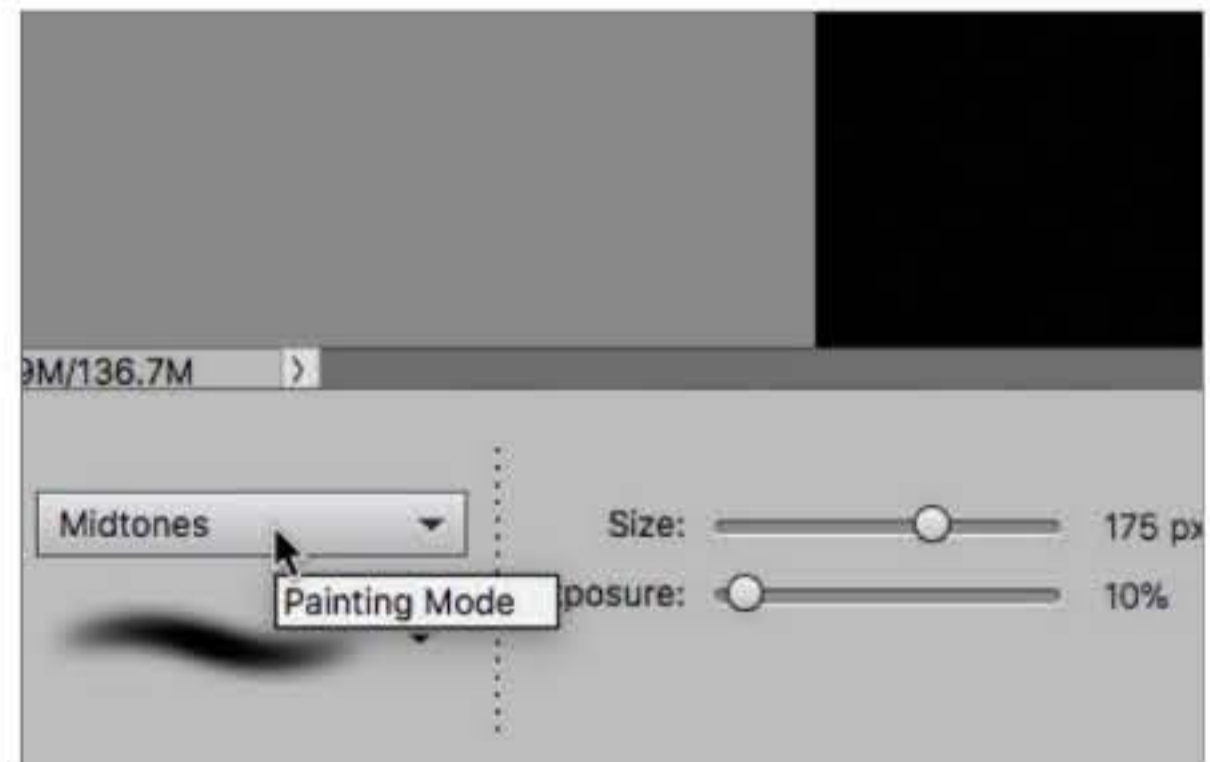 9M/136.7M >
Midtones
Size: 175 px
Painting Mode
posure: 10%